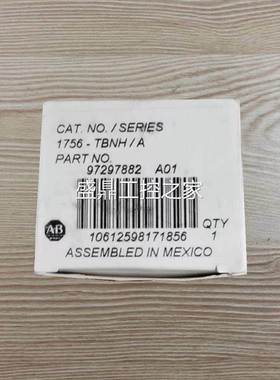 CAT. NO. / SERIES
1756 - TBNH / A
PART NO.
97297882 A01
盛鼎工控之家
QTY
10612598171856 1
AB
ASSEMBLED IN MEXICO